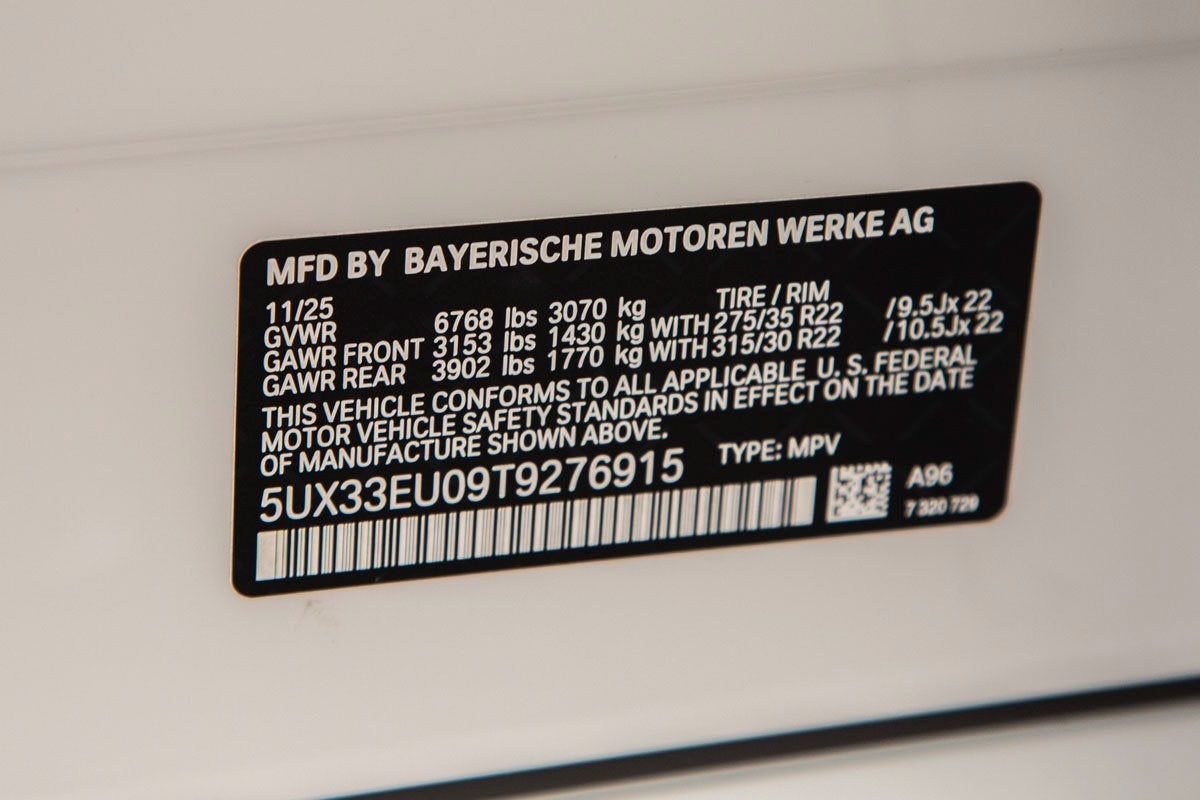 MFD BY BAYERISCHE MOTOREN WERKE AG
11/25 TIRE / RIM
GVWR 6768 lbs 3070 kg
GAWR FRONT 3153 lbs 1430 kg WITH 275/35 R22 /9.5Jx 22
GAWR REAR 3902 lbs 1770 kg WITH 315/30 R22 /10.5Jx 22
THIS VEHICLE CONFORMS TO ALL APPLICABLE U. S. FEDERAL
MOTOR VEHICLE SAFETY STANDARDS IN EFFECT ON THE DATE
OF MANUFACTURE SHOWN ABOVE.
5UX33EU09T9276915 TYPE: MPV
A96
7 320 720